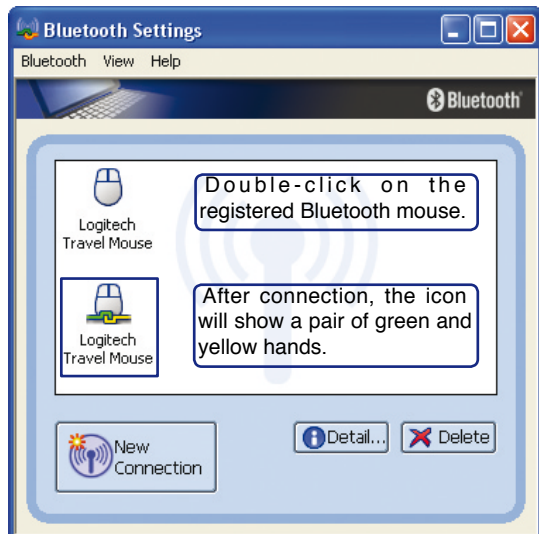 Bluetooth Settings
Bluetooth View Help
Bluetooth
Logitech
Travel Mouse
Double-click on the
registered Bluetooth mouse.
Logitech
Travel Mouse
After connection, the icon
will show a pair of green and
yellow hands.
New
Connection
Detail...
Delete